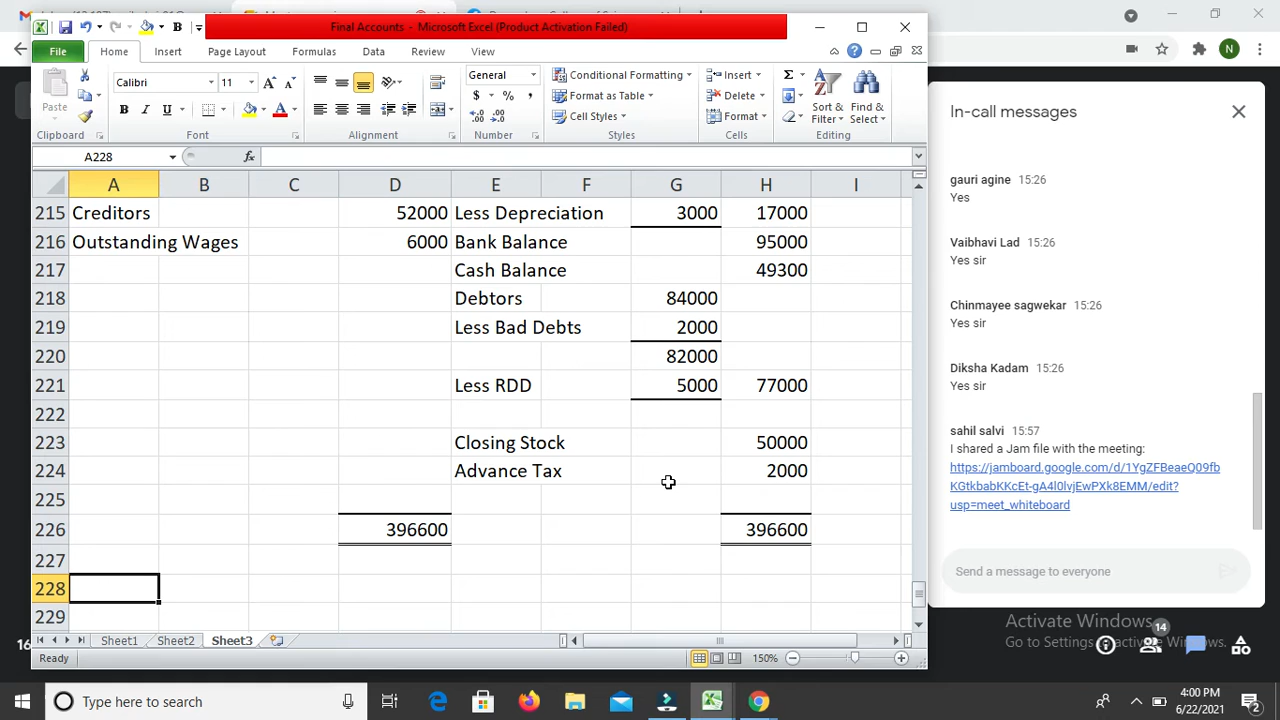 Final Accounts - Microsoft Excel (Product Activation Failed)
File Home Insert Page Layout Formulas Data Review View
Calibri 11 General Conditional Formatting Insert
Paste B I U $ % , Format as Table Delete Sort & Filter Find & Select
Cell Styles Format
Clipboard Font Alignment Number Styles Cells Editing
A228 fx
A B C D E F G H I
215 Creditors 52000 Less Depreciation 3000 17000
216 Outstanding Wages 6000 Bank Balance 95000
217 Cash Balance 49300
218 Debtors 84000
219 Less Bad Debts 2000
220 82000
221 Less RDD 5000 77000
222
223 Closing Stock 50000
224 Advance Tax 2000
225
226 396600 396600
227
228
229
Sheet1 Sheet2 Sheet3
Ready 150%
N
In-call messages
gauri agine 15:26
Yes
Vaibhavi Lad 15:26
Yes sir
Chinmayee sagwekar 15:26
Yes sir
Diksha Kadam 15:26
Yes sir
sahil salvi 15:57
I shared a Jam file with the meeting:
https://jamboard.google.com/d/1YgZFBeaeQ09fb
KGtkbabKKcEt-gA4l0lvjEwPXk8EMM/edit?
usp=meet_whiteboard
Send a message to everyone
Activate Windows
Go to Settings to activate Windows.
14
16
Type here to search
4:00 PM
6/22/2021
2